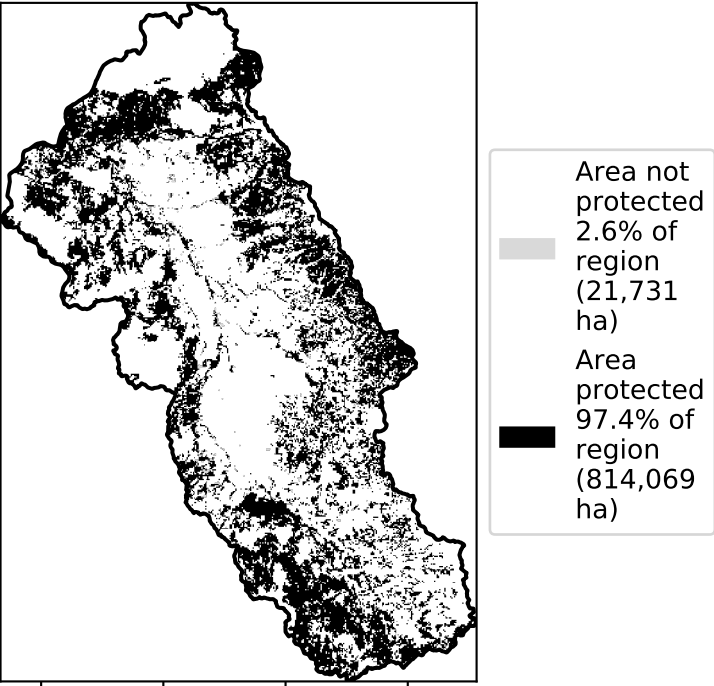 Area not
protected
2.6% of
region
(21,731
ha)
Area
protected
97.4% of
region
(814,069
ha)